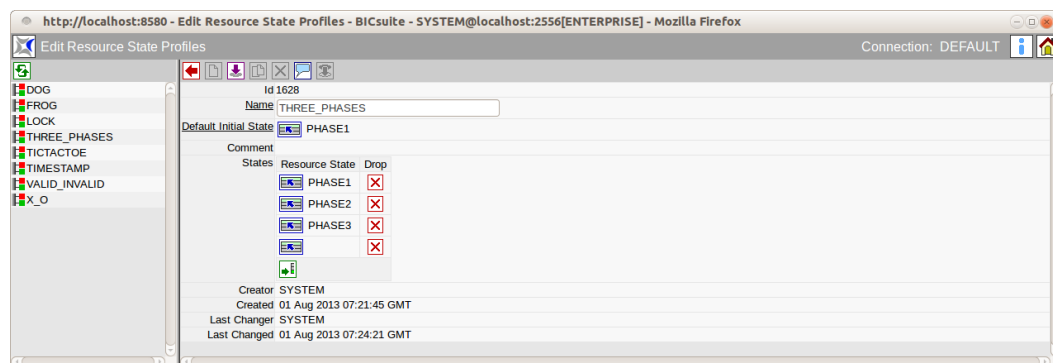 http://localhost:8580 - Edit Resource State Profiles - BICsuite - SYSTEM@localhost:2556[ENTERPRISE] - Mozilla Firefox
Edit Resource State Profiles
Connection: DEFAULT
DOG
FROG
LOCK
THREE_PHASES
TICTACTOE
TIMESTAMP
VALID_INVALID
X_O
Id 1628
Name THREE_PHASES
Default Initial State PHASE1
Comment
States Resource State Drop
PHASE1
PHASE2
PHASE3
Creator SYSTEM
Created 01 Aug 2013 07:21:45 GMT
Last Changer SYSTEM
Last Changed 01 Aug 2013 07:24:21 GMT